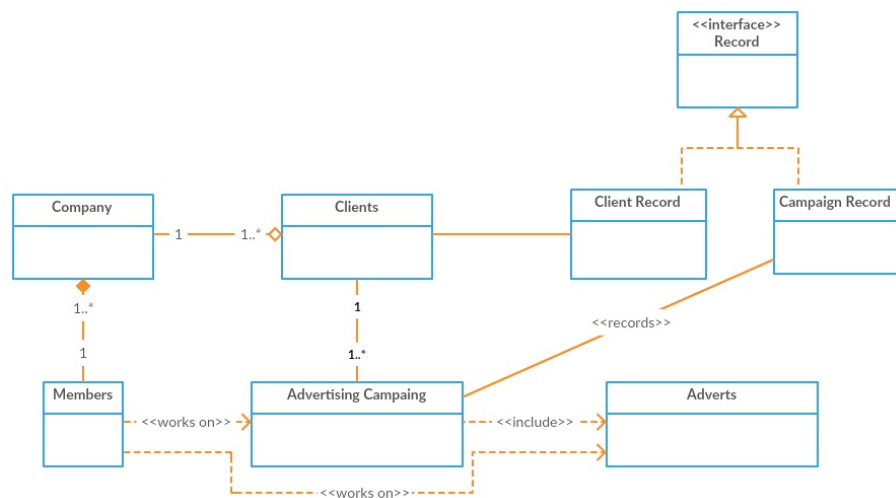 <<interface>>
Record
Company
Clients
Client Record
Campaign Record
1
1..*
1..*
1
1
1..*
<<records>>
Members
Advertising Campaing
Adverts
<<works on>>
<<include>>
<<works on>>